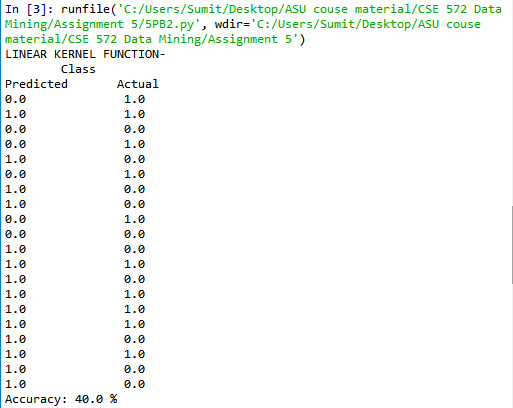 In [3]: runfile('C:/Users/Sumit/Desktop/ASU couse material/CSE 572 Data
Mining/Assignment 5/5PB2.py', wdir='C:/Users/Sumit/Desktop/ASU couse
material/CSE 572 Data Mining/Assignment 5')
LINEAR KERNEL FUNCTION-
Class
Predicted Actual
0.0 1.0
1.0 1.0
0.0 0.0
0.0 1.0
1.0 0.0
0.0 1.0
1.0 0.0
1.0 0.0
0.0 1.0
0.0 0.0
1.0 0.0
1.0 1.0
1.0 0.0
1.0 1.0
1.0 1.0
1.0 1.0
1.0 0.0
1.0 1.0
1.0 0.0
1.0 0.0
Accuracy: 40.0 %